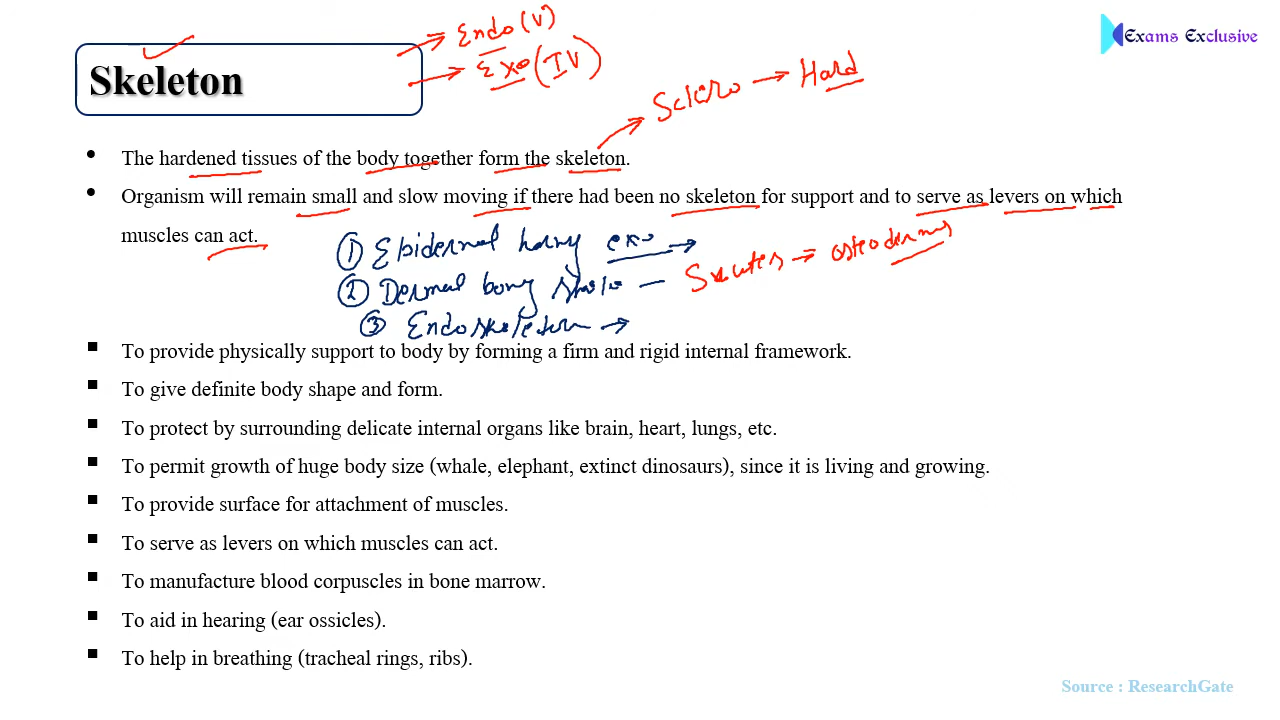 Endo (V)
Exo (IV)
Exams Exclusive
Skeleton
Sclero → Hard
• The hardened tissues of the body together form the skeleton.
• Organism will remain small and slow moving if there had been no skeleton for support and to serve as levers on which
muscles can act.
① Epidermal horny exo →
② Dermal bony — Scutes → osteoderms
③ Endoskeleton →
▪ To provide physically support to body by forming a firm and rigid internal framework.
▪ To give definite body shape and form.
▪ To protect by surrounding delicate internal organs like brain, heart, lungs, etc.
▪ To permit growth of huge body size (whale, elephant, extinct dinosaurs), since it is living and growing.
▪ To provide surface for attachment of muscles.
▪ To serve as levers on which muscles can act.
▪ To manufacture blood corpuscles in bone marrow.
▪ To aid in hearing (ear ossicles).
▪ To help in breathing (tracheal rings, ribs).
Source : ResearchGate